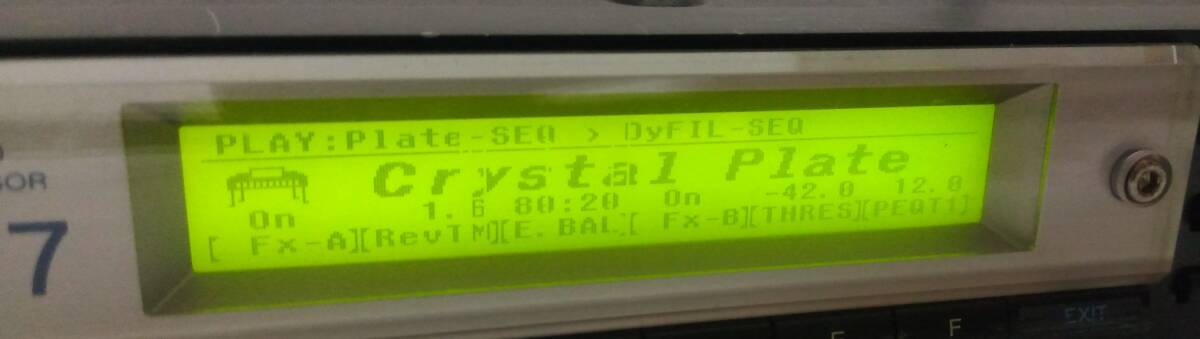 PLAY:Plate-SEQ > DyFIL-SEQ
Crystal Plate
On 1.6 80:20 On -42.0 12.0
[ Fx-A][RevTM][E.BAL][ Fx-B][THRES][PEQT1]
SOR
7
E F EXIT